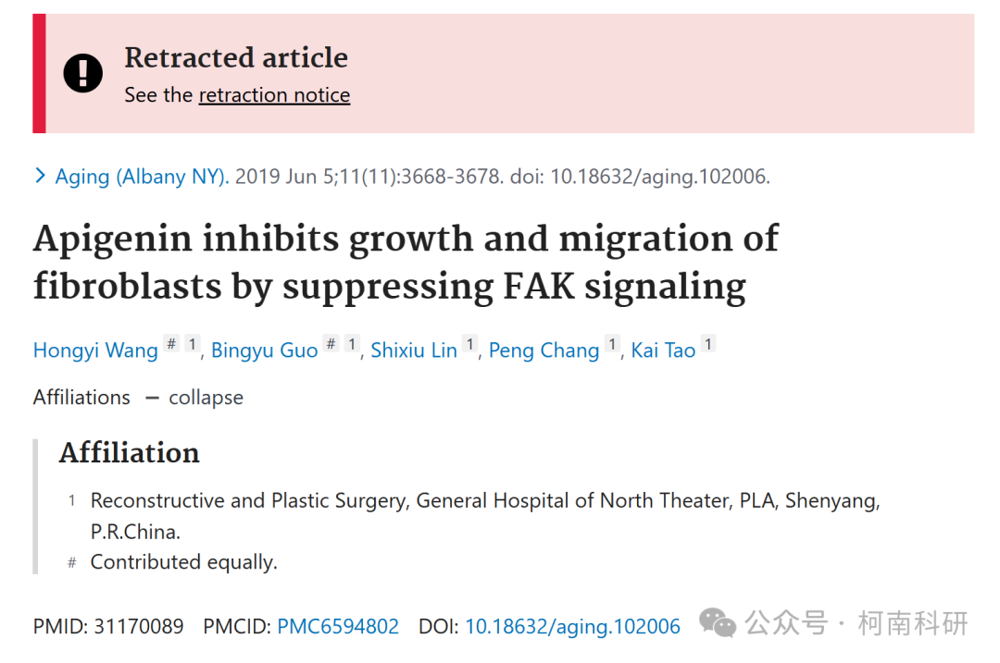 Retracted article
See the retraction notice
> Aging (Albany NY). 2019 Jun 5;11(11):3668-3678. doi: 10.18632/aging.102006.
Apigenin inhibits growth and migration of
fibroblasts by suppressing FAK signaling
Hongyi Wang # 1, Bingyu Guo # 1, Shixiu Lin 1, Peng Chang 1, Kai Tao 1
Affiliations — collapse
Affiliation
1 Reconstructive and Plastic Surgery, General Hospital of North Theater, PLA, Shenyang,
P.R.China.
# Contributed equally.
PMID: 31170089 PMCID: PMC6594802 DOI: 10.18632/aging.102006 公众号 · 柯南科研